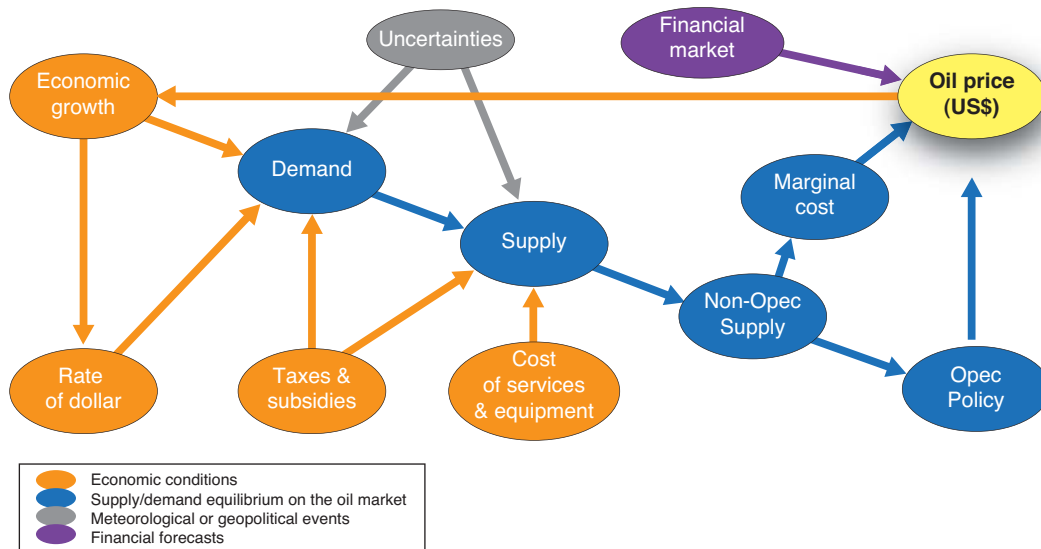 Uncertainties
Financial
market
Economic
growth
Oil price
(US$)
Demand
Marginal
cost
Supply
Non-Opec
Supply
Rate
of dollar
Taxes &
subsidies
Cost
of services
& equipment
Opec
Policy
Economic conditions
Supply/demand equilibrium on the oil market
Meteorological or geopolitical events
Financial forecasts